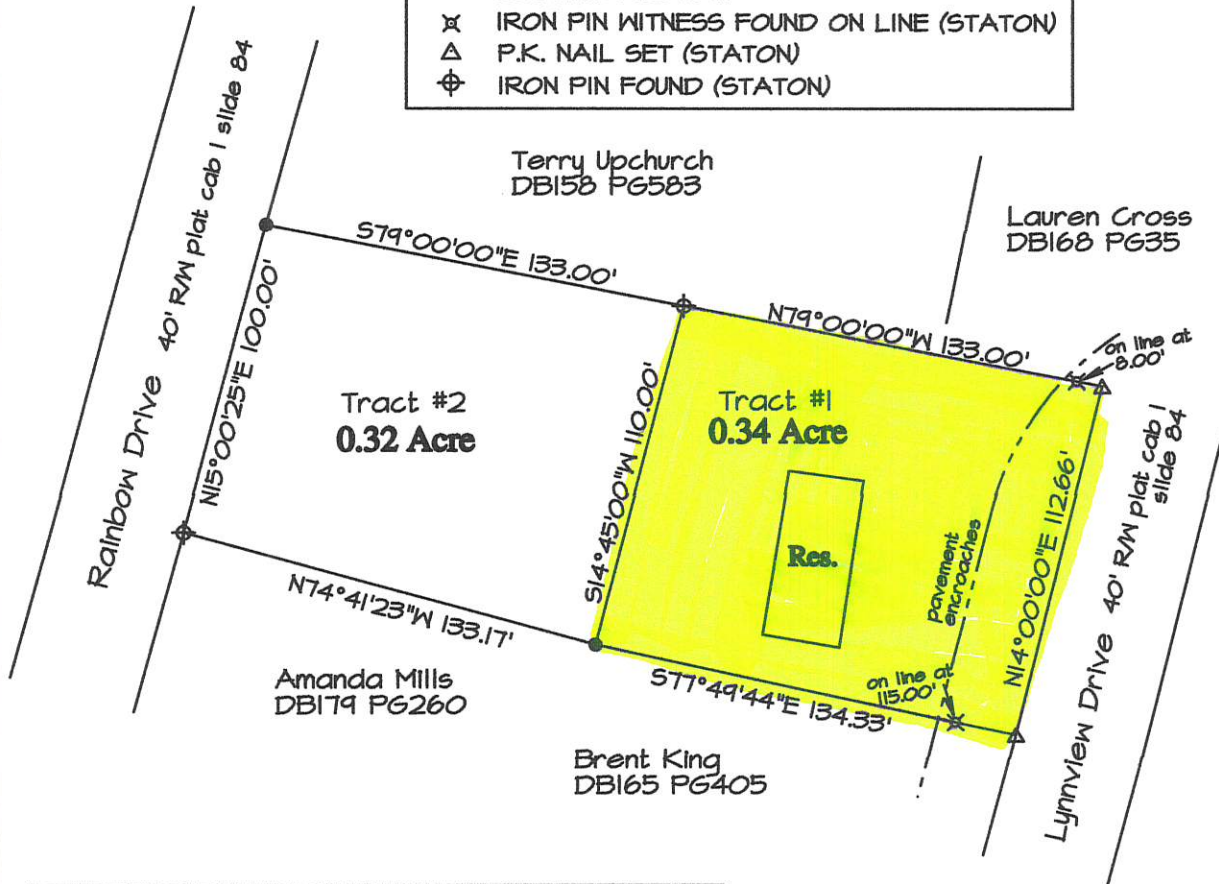 IRON PIN WITNESS FOUND ON LINE (STATON)
P.K. NAIL SET (STATON)
IRON PIN FOUND (STATON)
Rainbow Drive 40' R/W plat cab 1 slide 84
Terry Upchurch
DB158 PG583
Lauren Cross
DB168 PG35
S79°00'00"E 133.00'
N79°00'00"W 133.00'
on line at
8.00'
N15°00'25"E 100.00'
Tract #2
0.32 Acre
S14°45'00"W 110.00'
Tract #1
0.34 Acre
Res.
pavement
encroaches
N14°00'00"E 112.66'
Lynnview Drive 40' R/W plat cab 1
slide 84
N74°41'23"W 133.17'
on line at
115.00'
S77°49'44"E 134.33'
Amanda Mills
DB179 PG260
Brent King
DB165 PG405